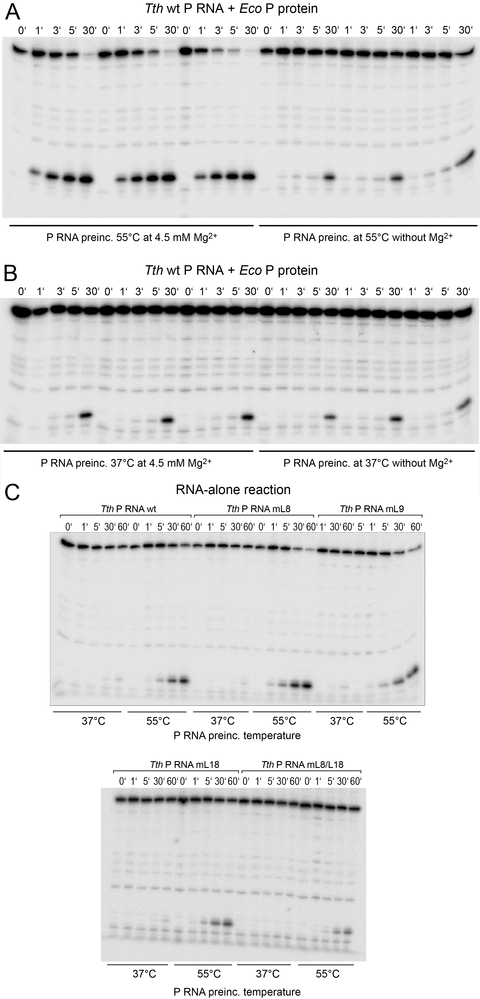 A
Tth wt P RNA + Eco P protein
0‘ 1‘ 3‘ 5‘ 30‘ 0‘ 1‘ 3‘ 5‘ 30‘ 0‘ 1‘ 3‘ 5‘ 30‘ 0‘ 1‘ 3‘ 5‘ 30‘ 1‘ 3‘ 5‘ 30‘ 1‘ 3‘ 5‘ 30‘
P RNA preinc. 55°C at 4.5 mM Mg²⁺ P RNA preinc. at 55°C without Mg²⁺
B
Tth wt P RNA + Eco P protein
0‘ 1‘ 3‘ 5‘ 30‘ 0‘ 1‘ 3‘ 5‘ 30‘ 0‘ 1‘ 3‘ 5‘ 30‘ 0‘ 1‘ 3‘ 5‘ 30‘ 1‘ 3‘ 5‘ 30‘ 1‘ 3‘ 5‘ 30‘
P RNA preinc. 37°C at 4.5 mM Mg²⁺ P RNA preinc. at 37°C without Mg²⁺
C
RNA-alone reaction
Tth P RNA wt Tth P RNA mL8 Tth P RNA mL9
0‘ 1‘ 5‘ 30‘ 60‘ 0‘ 1‘ 5‘ 30‘ 60‘ 0‘ 1‘ 5‘ 30‘ 60‘ 0‘ 1‘ 5‘ 30‘ 60‘ 1‘ 30‘ 60‘ 5‘ 1‘ 5‘ 30‘ 60‘
37°C 55°C 37°C 55°C 37°C 55°C
P RNA preinc. temperature
Tth P RNA mL18 Tth P RNA mL8/L18
0‘ 1‘ 5‘ 30‘ 60‘ 0‘ 1‘ 5‘ 30‘ 60‘ 0‘ 1‘ 5‘ 30‘ 60‘ 0‘ 1‘ 5‘ 30‘ 60‘
37°C 55°C 37°C 55°C
P RNA preinc. temperature